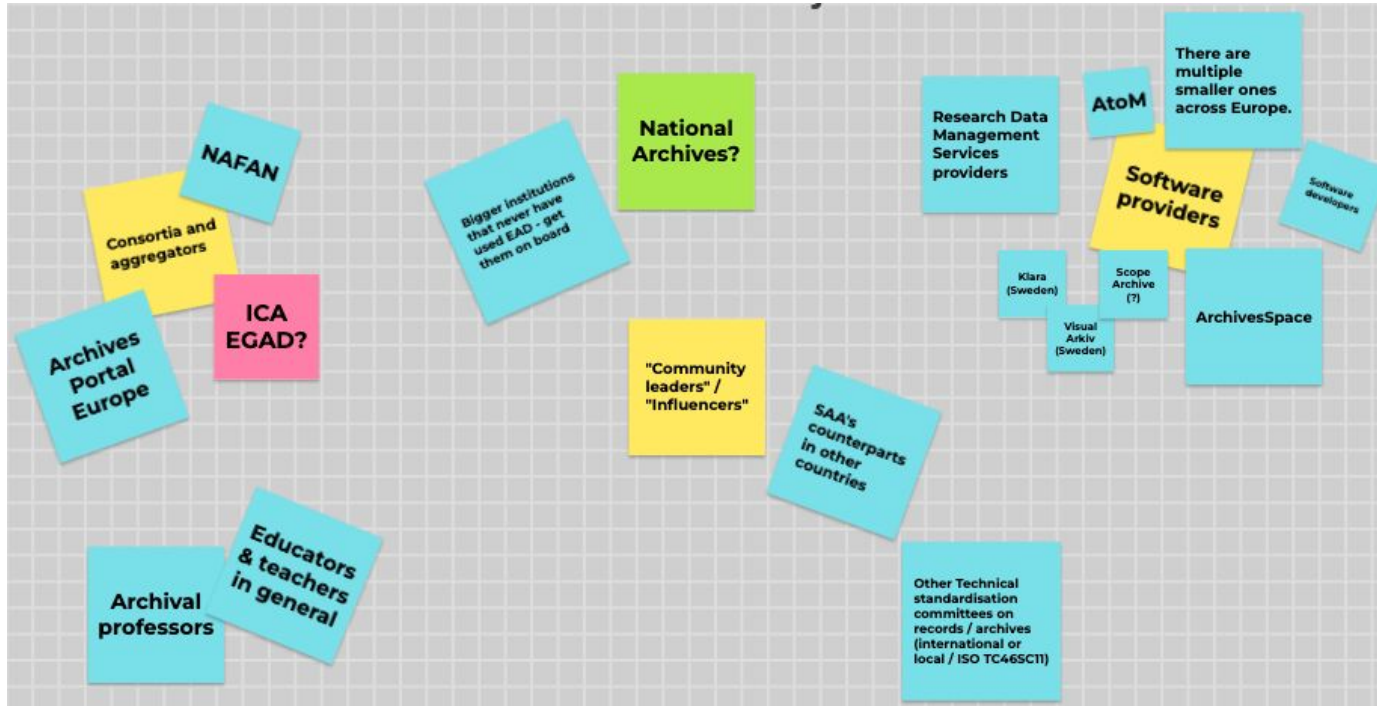 NAFAN
Consortia and
aggregators
ICA
EGAD?
Archives
Portal
Europe
Archival
professors
Educators
& teachers
in general
Bigger institutions
that never have
used EAD - get
them on board
National
Archives?
"Community
leaders" /
"Influencers"
SAA's
counterparts
in other
countries
Other Technical
standardisation
committees on
records / archives
(international or
local / ISO TC46SC11)
Research Data
Management
Services
providers
AtoM
There are
multiple
smaller ones
across Europe.
Software
providers
Software
developers
Klara
(Sweden)
Visual
Arkiv
(Sweden)
Scope
Archive
(?)
ArchivesSpace